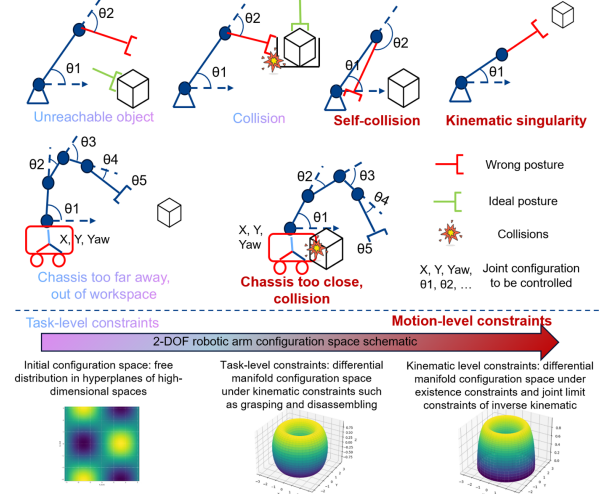 θ1
θ2
θ1
θ2
θ1
θ2
θ1
Unreachable object
Collision
Self-collision
Kinematic singularity
θ1
θ2
θ3
θ4
θ5
X, Y, Yaw
Chassis too far away,
out of workspace
X, Y,
Yaw
θ1
θ2
θ3
θ4
θ5
Chassis too close,
collision
Wrong posture
Ideal posture
Collisions
X, Y, Yaw,
θ1, θ2, …
Joint configuration
to be controlled
Task-level constraints
Motion-level constraints
2-DOF robotic arm configuration space schematic
Initial configuration space: free
distribution in hyperplanes of high-
dimensional spaces
Task-level constraints: differential
manifold configuration space
under kinematic constraints such
as grasping and disassembling
Kinematic level constraints: differential
manifold configuration space under
existence constraints and joint limit
constraints of inverse kinematic